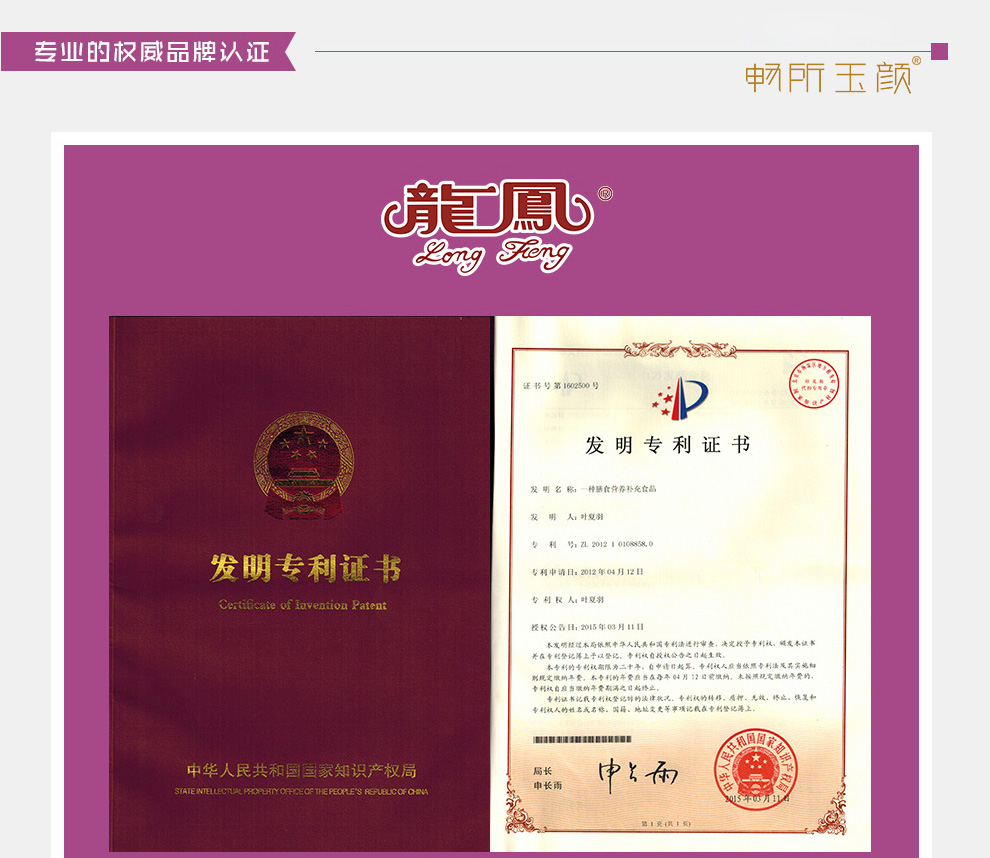 专业的权威品牌认证
畅所玉颜®
龍鳳®
Long Feng
发明专利证书
Certificate of Invention Patent
中华人民共和国国家知识产权局
STATE INTELLECTUAL PROPERTY OFFICE OF THE PEOPLE'S REPUBLIC OF CHINA
证书号第1602500号
发明专利证书
发明名称：一种膳食营养补充食品
发明人：叶夏羽
专利号：ZL 2012 1 0108858.0
专利申请日：2012年04月12日
专利权人：叶夏羽
授权公告日：2015年03月11日
本发明经过本局依照中华人民共和国专利法进行审查，决定授予专利权，颁发本证书
并在专利登记簿上予以登记。专利权自授权公告之日起生效。
本专利的专利权期限为二十年，自申请日起算。专利权人应当依照专利法及其实施细
则规定缴纳年费。本专利的年费应当在每年04月12日前缴纳。未按照规定缴纳年费的，
专利权自应当缴纳年费期满之日起终止。
专利证书记载专利权登记时的法律状况。专利权的转移、质押、无效、终止、恢复和
专利权人的姓名或名称、国籍、地址变更等事项记载在专利登记簿上。
局长
申长雨
申长雨
中华人民共和国国家知识产权局
2015年03月11日
第1页（共1页）